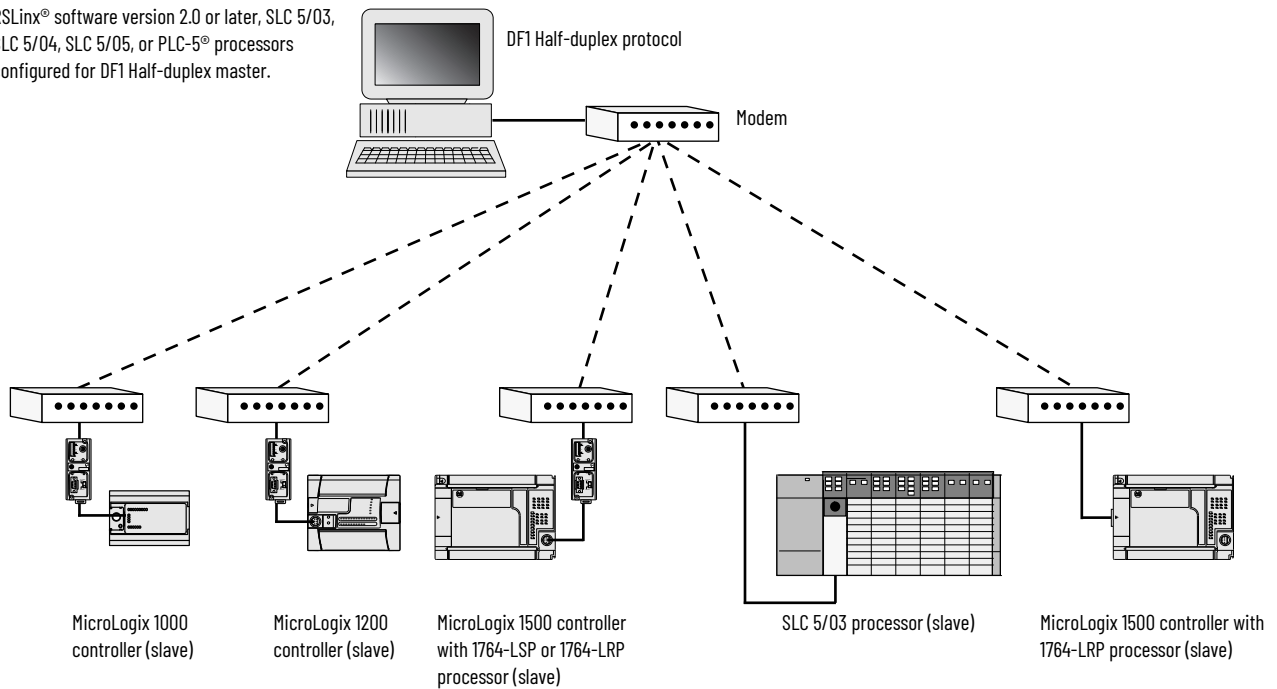 RSLinx® software version 2.0 or later, SLC 5/03,
SLC 5/04, SLC 5/05, or PLC-5® processors
configured for DF1 Half-duplex master.
DF1 Half-duplex protocol
Modem
MicroLogix 1000
controller (slave)
MicroLogix 1200
controller (slave)
MicroLogix 1500 controller
with 1764-LSP or 1764-LRP
processor (slave)
SLC 5/03 processor (slave)
MicroLogix 1500 controller with
1764-LRP processor (slave)